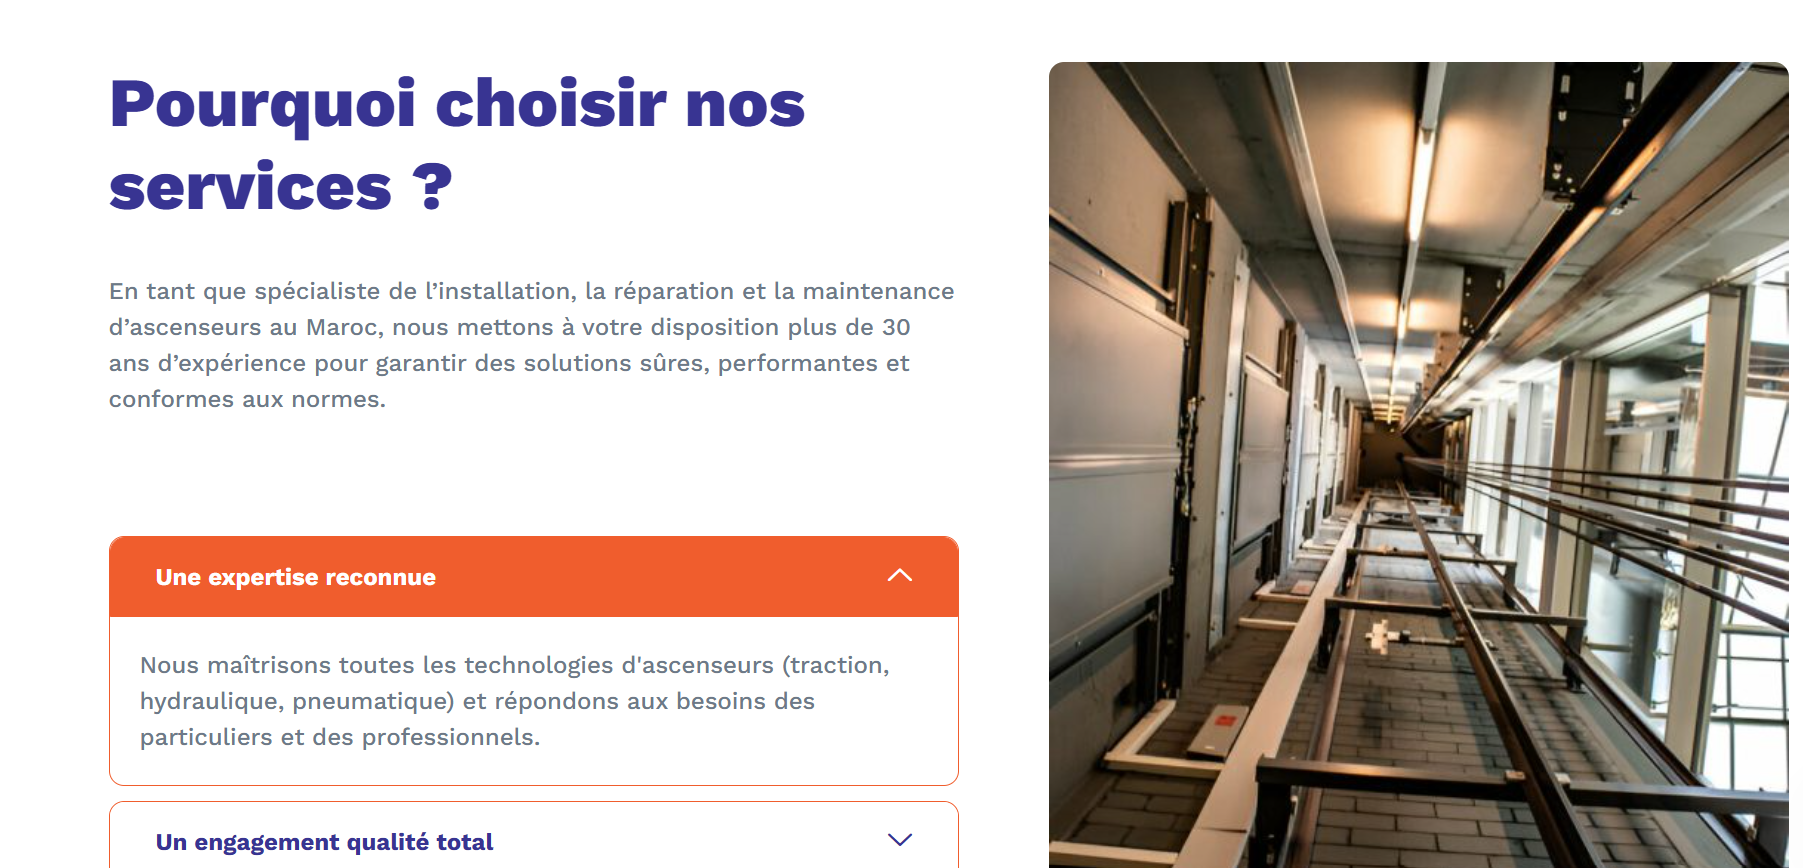 Pourquoi choisir nos
services ?
En tant que spécialiste de l’installation, la réparation et la maintenance
d’ascenseurs au Maroc, nous mettons à votre disposition plus de 30
ans d’expérience pour garantir des solutions sûres, performantes et
conformes aux normes.
Une expertise reconnue
Nous maîtrisons toutes les technologies d'ascenseurs (traction,
hydraulique, pneumatique) et répondons aux besoins des
particuliers et des professionnels.
Un engagement qualité total